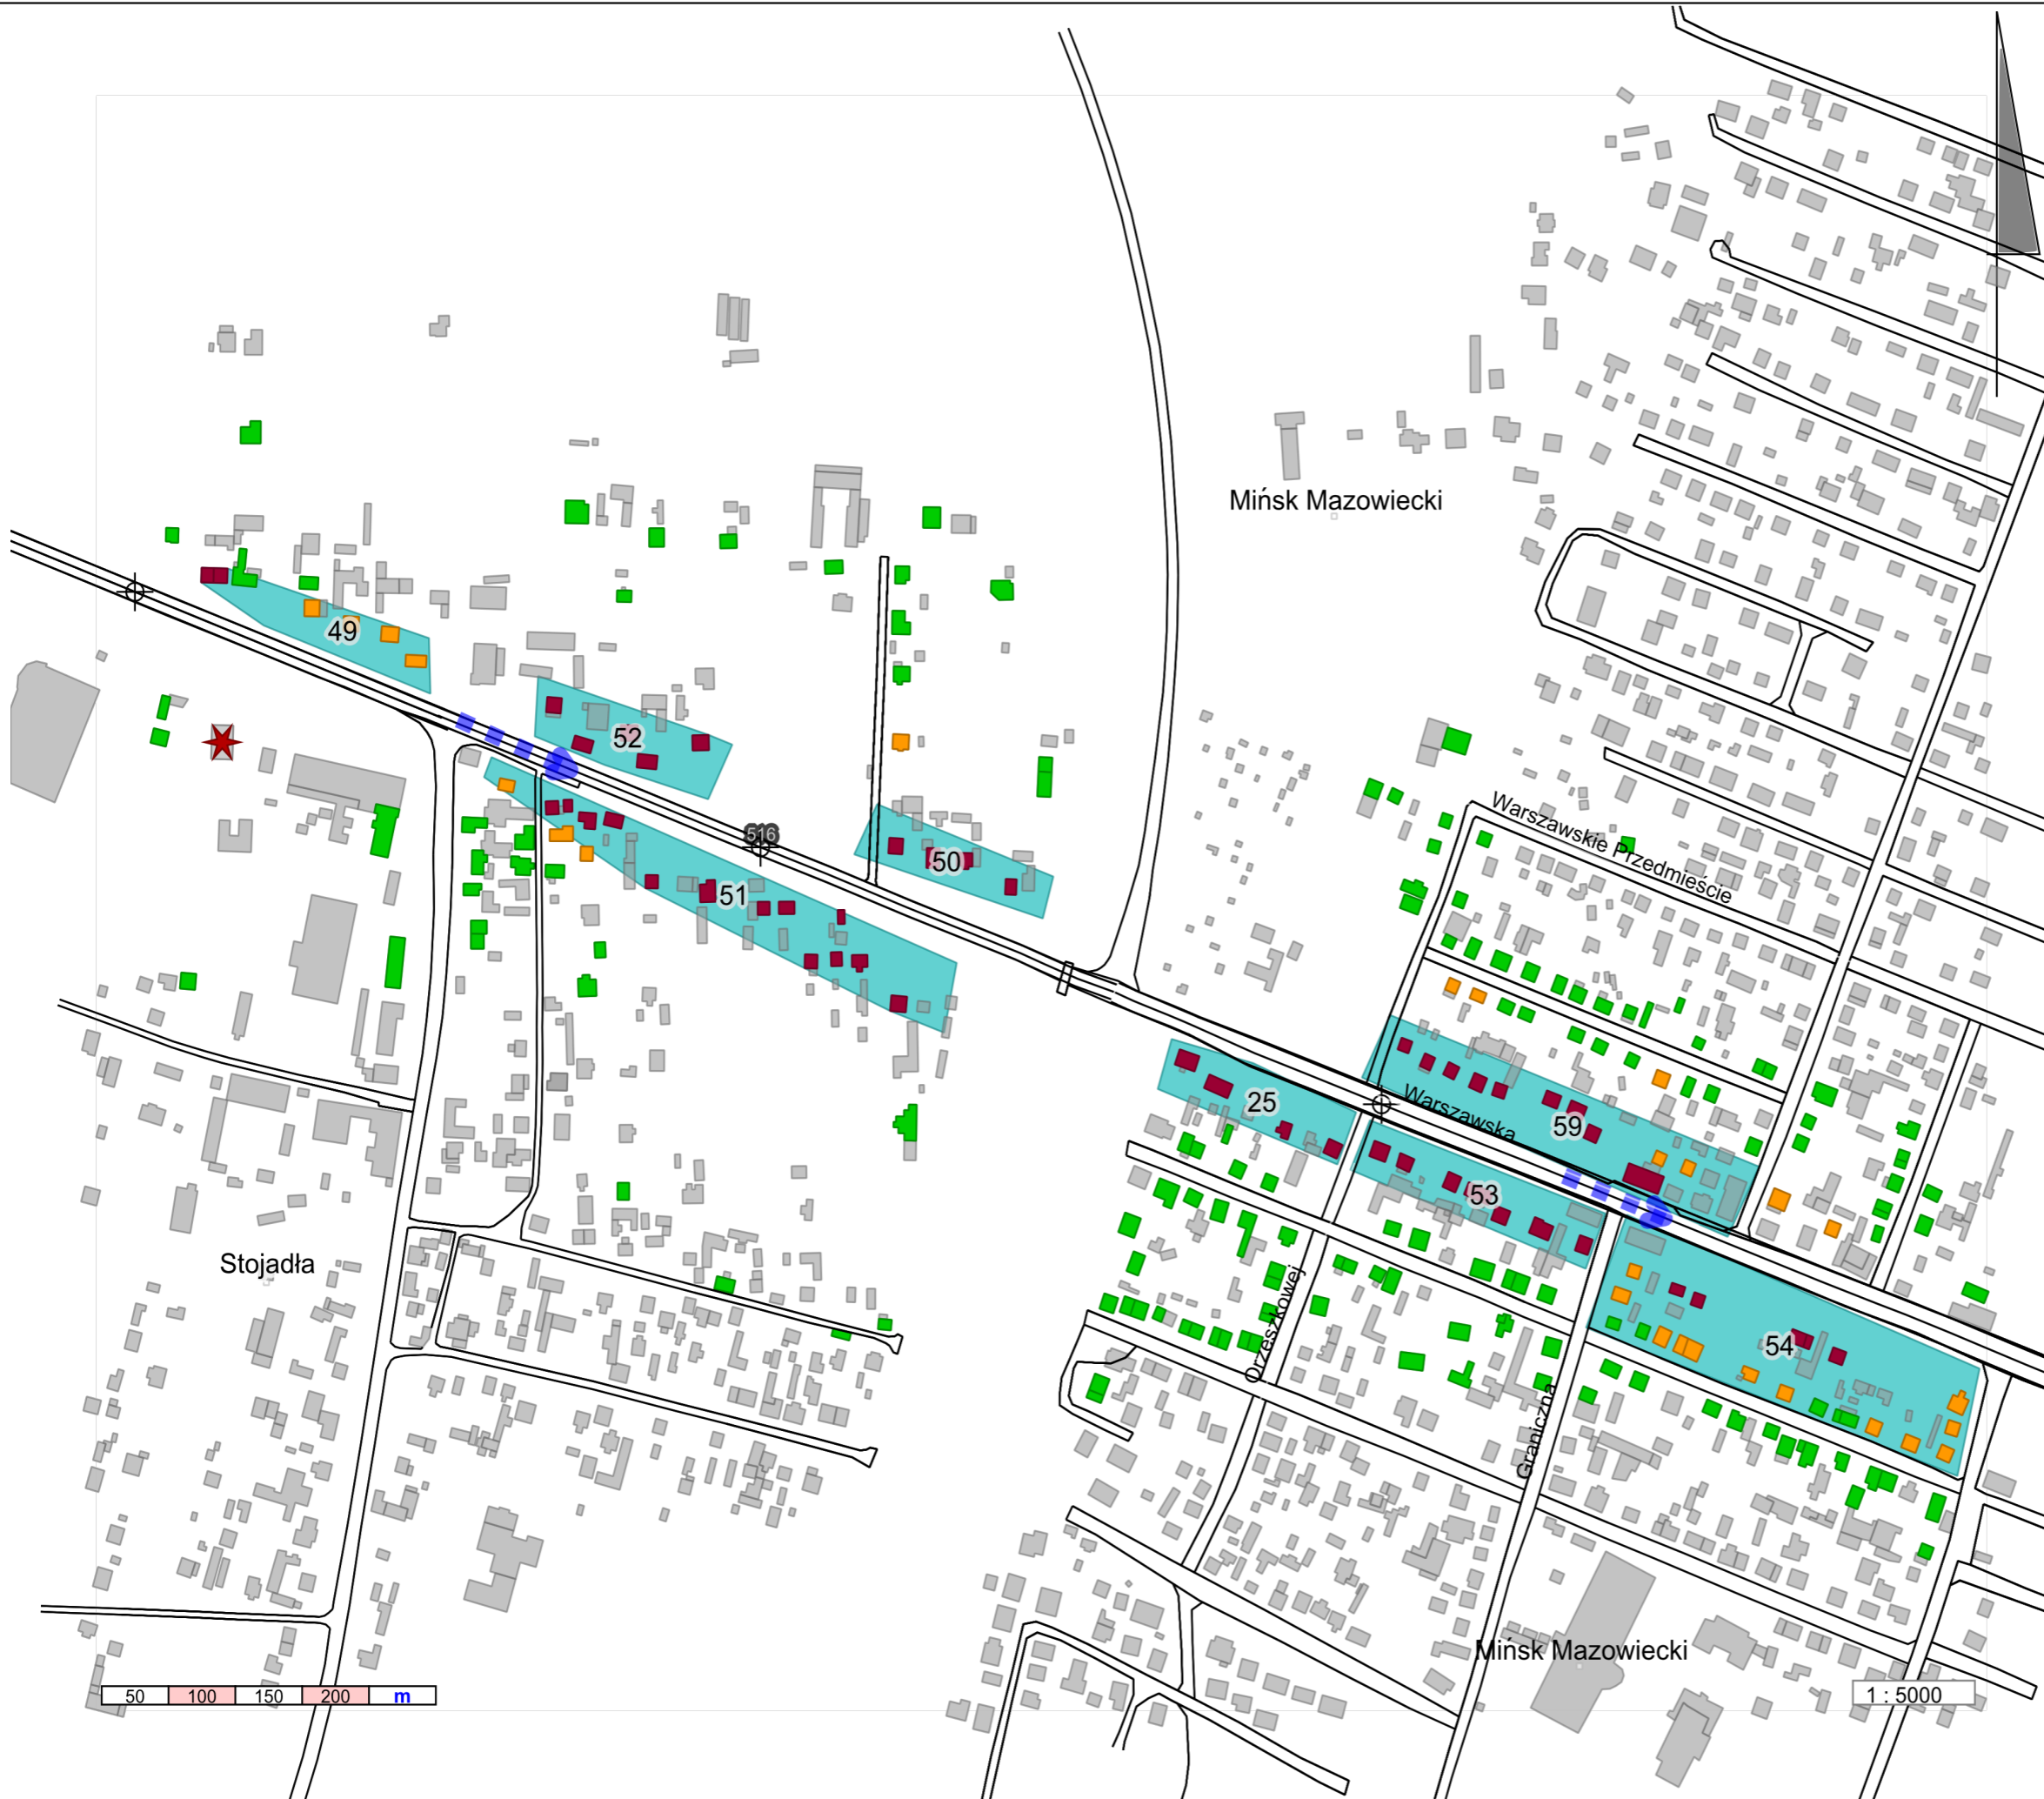 Mińsk Mazowiecki
49
52
Warszawskie Przedmieście
516
50
51
25
Warszawska
59
53
Stojadła
Orzeszkowej
54
Graniczna
Mińsk Mazowiecki
50 100 150 200 m
1 : 5000